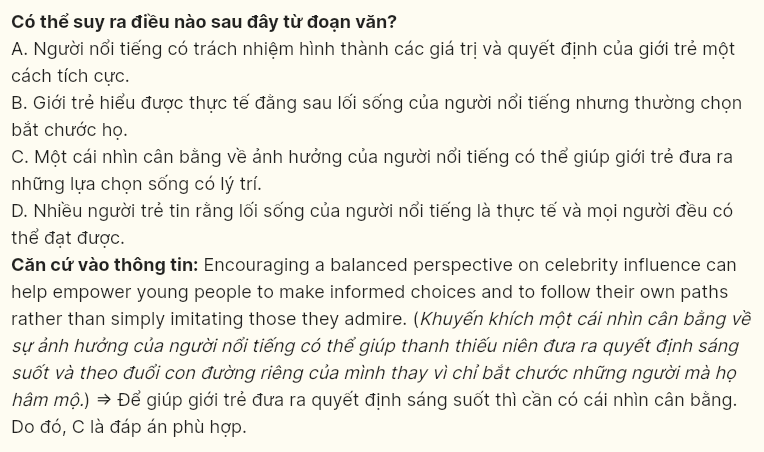 Có thể suy ra điều nào sau đây từ đoạn văn?
A. Người nổi tiếng có trách nhiệm hình thành các giá trị và quyết định của giới trẻ một
cách tích cực.
B. Giới trẻ hiểu được thực tế đằng sau lối sống của người nổi tiếng nhưng thường chọn
bắt chước họ.
C. Một cái nhìn cân bằng về ảnh hưởng của người nổi tiếng có thể giúp giới trẻ đưa ra
những lựa chọn sống có lý trí.
D. Nhiều người trẻ tin rằng lối sống của người nổi tiếng là thực tế và mọi người đều có
thể đạt được.
Căn cứ vào thông tin: Encouraging a balanced perspective on celebrity influence can
help empower young people to make informed choices and to follow their own paths
rather than simply imitating those they admire. (Khuyến khích một cái nhìn cân bằng về
sự ảnh hưởng của người nổi tiếng có thể giúp thanh thiếu niên đưa ra quyết định sáng
suốt và theo đuổi con đường riêng của mình thay vì chỉ bắt chước những người mà họ
hâm mộ.) ⇒ Để giúp giới trẻ đưa ra quyết định sáng suốt thì cần có cái nhìn cân bằng.
Do đó, C là đáp án phù hợp.